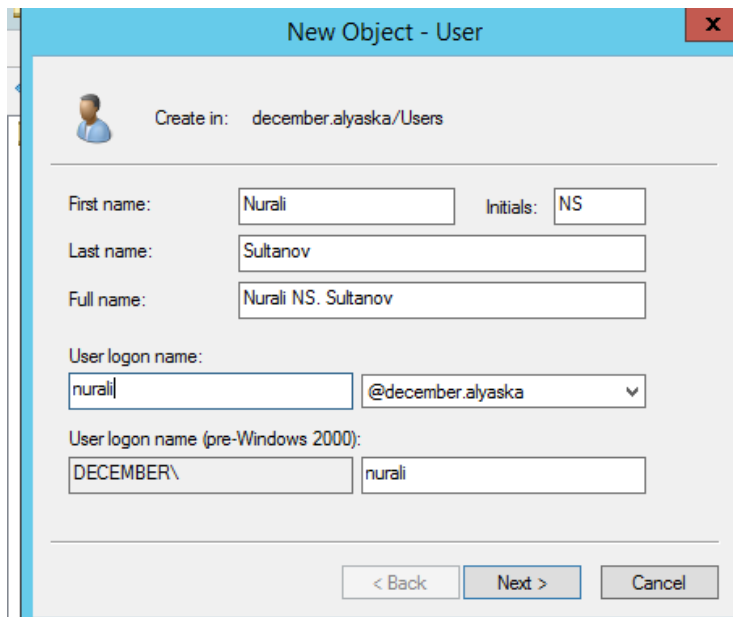 New Object - User
x
Create in: december.alyaska/Users
First name: Nurali Initials: NS
Last name: Sultanov
Full name: Nurali NS. Sultanov
User logon name:
nurali @december.alyaska
User logon name (pre-Windows 2000):
DECEMBER\ nurali
< Back Next > Cancel